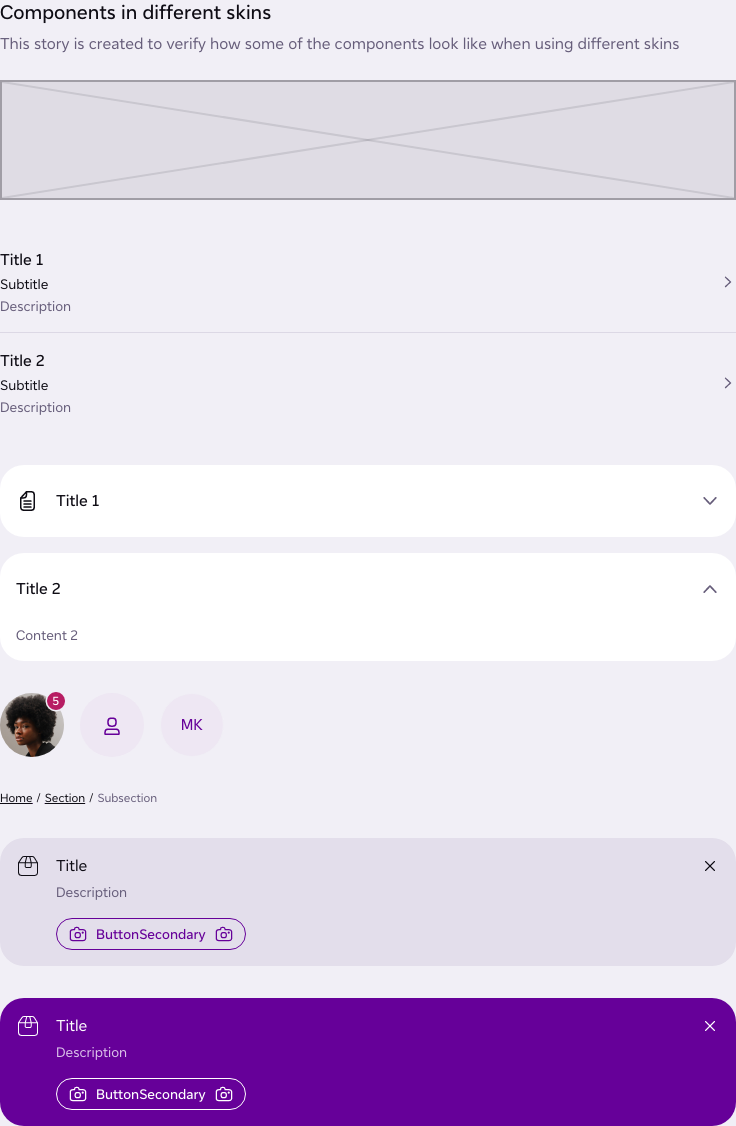 Components in different skins
This story is created to verify how some of the components look like when using different skins
Title 1
Subtitle
Description
Title 2
Subtitle
Description
Title 1
Title 2
Content 2
5
MK
Home / Section / Subsection
Title
Description
ButtonSecondary
Title
Description
ButtonSecondary